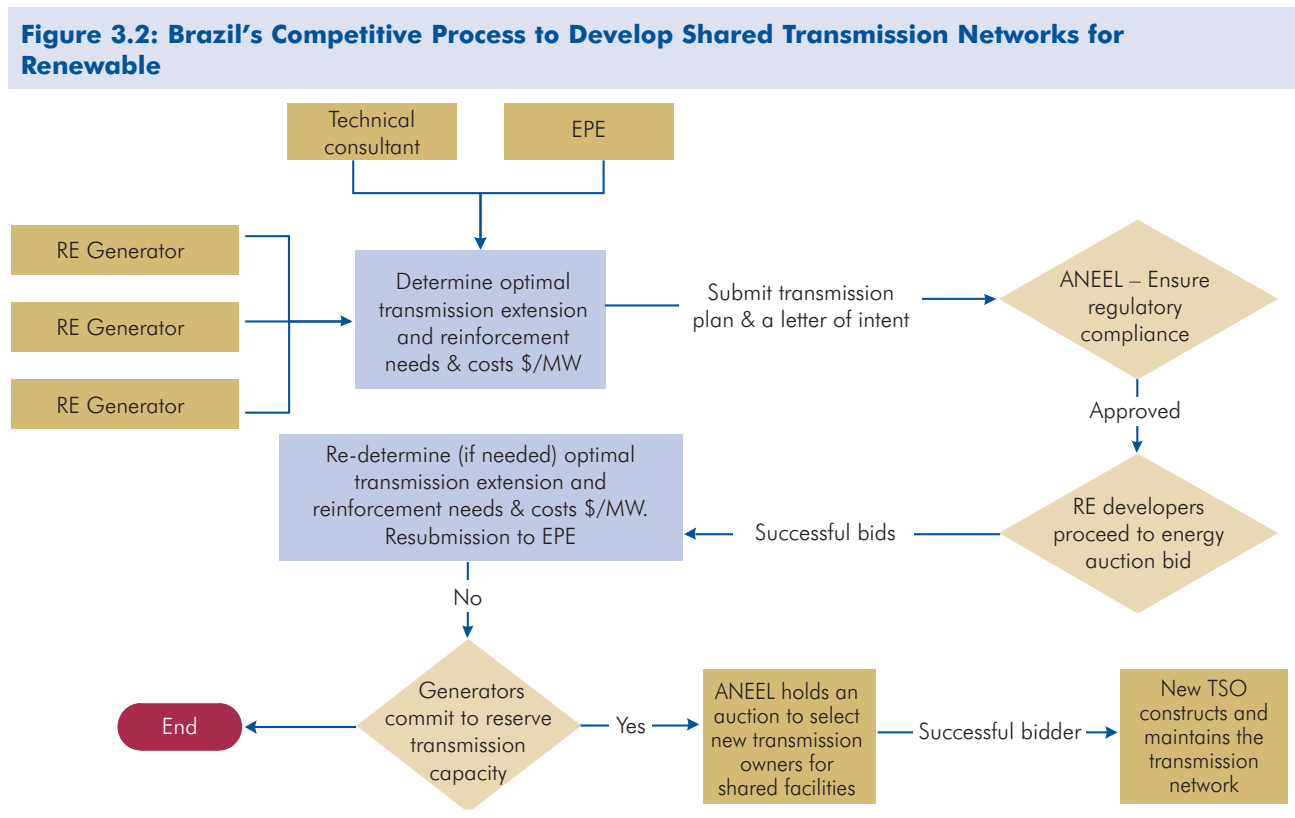 Figure 3.2: Brazil’s Competitive Process to Develop Shared Transmission Networks for
Renewable
Technical
consultant
EPE
RE Generator
RE Generator
RE Generator
Determine optimal
transmission extension
and reinforcement
needs & costs $/MW
Submit transmission
plan & a letter of intent
ANEEL – Ensure
regulatory
compliance
Approved
RE developers
proceed to energy
auction bid
Successful bids
Re-determine (if needed) optimal
transmission extension and
reinforcement needs & costs $/MW.
Resubmission to EPE
No
Generators
commit to reserve
transmission
capacity
End
Yes
ANEEL holds an
auction to select
new transmission
owners for
shared facilities
Successful bidder
New TSO
constructs and
maintains the
transmission
network